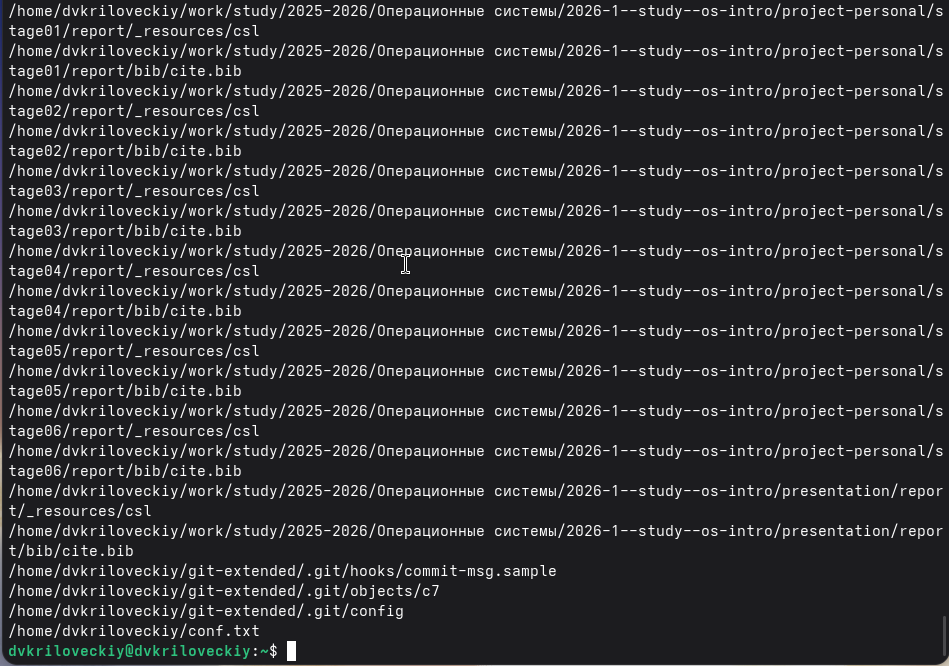 /home/dvkriloveckiy/work/study/2025-2026/Операционные системы/2026-1--study--os-intro/project-personal/s
tage01/report/_resources/csl
/home/dvkriloveckiy/work/study/2025-2026/Операционные системы/2026-1--study--os-intro/project-personal/s
tage01/report/bib/cite.bib
/home/dvkriloveckiy/work/study/2025-2026/Операционные системы/2026-1--study--os-intro/project-personal/s
tage02/report/_resources/csl
/home/dvkriloveckiy/work/study/2025-2026/Операционные системы/2026-1--study--os-intro/project-personal/s
tage02/report/bib/cite.bib
/home/dvkriloveckiy/work/study/2025-2026/Операционные системы/2026-1--study--os-intro/project-personal/s
tage03/report/_resources/csl
/home/dvkriloveckiy/work/study/2025-2026/Операционные системы/2026-1--study--os-intro/project-personal/s
tage03/report/bib/cite.bib
/home/dvkriloveckiy/work/study/2025-2026/Операционные системы/2026-1--study--os-intro/project-personal/s
tage04/report/_resources/csl
/home/dvkriloveckiy/work/study/2025-2026/Операционные системы/2026-1--study--os-intro/project-personal/s
tage04/report/bib/cite.bib
/home/dvkriloveckiy/work/study/2025-2026/Операционные системы/2026-1--study--os-intro/project-personal/s
tage05/report/_resources/csl
/home/dvkriloveckiy/work/study/2025-2026/Операционные системы/2026-1--study--os-intro/project-personal/s
tage05/report/bib/cite.bib
/home/dvkriloveckiy/work/study/2025-2026/Операционные системы/2026-1--study--os-intro/project-personal/s
tage06/report/_resources/csl
/home/dvkriloveckiy/work/study/2025-2026/Операционные системы/2026-1--study--os-intro/project-personal/s
tage06/report/bib/cite.bib
/home/dvkriloveckiy/work/study/2025-2026/Операционные системы/2026-1--study--os-intro/presentation/repor
t/_resources/csl
/home/dvkriloveckiy/work/study/2025-2026/Операционные системы/2026-1--study--os-intro/presentation/repor
t/bib/cite.bib
/home/dvkriloveckiy/git-extended/.git/hooks/commit-msg.sample
/home/dvkriloveckiy/git-extended/.git/objects/c7
/home/dvkriloveckiy/git-extended/.git/config
/home/dvkriloveckiy/conf.txt
dvkriloveckiy@dvkriloveckiy:~$